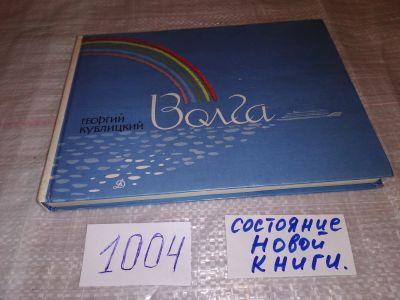 ГЕОРГИЙ
КУБЛИЦКИЙ
Волга
1004
СОСТОЯНИЕ
НОВОЙ
КНИГИ.